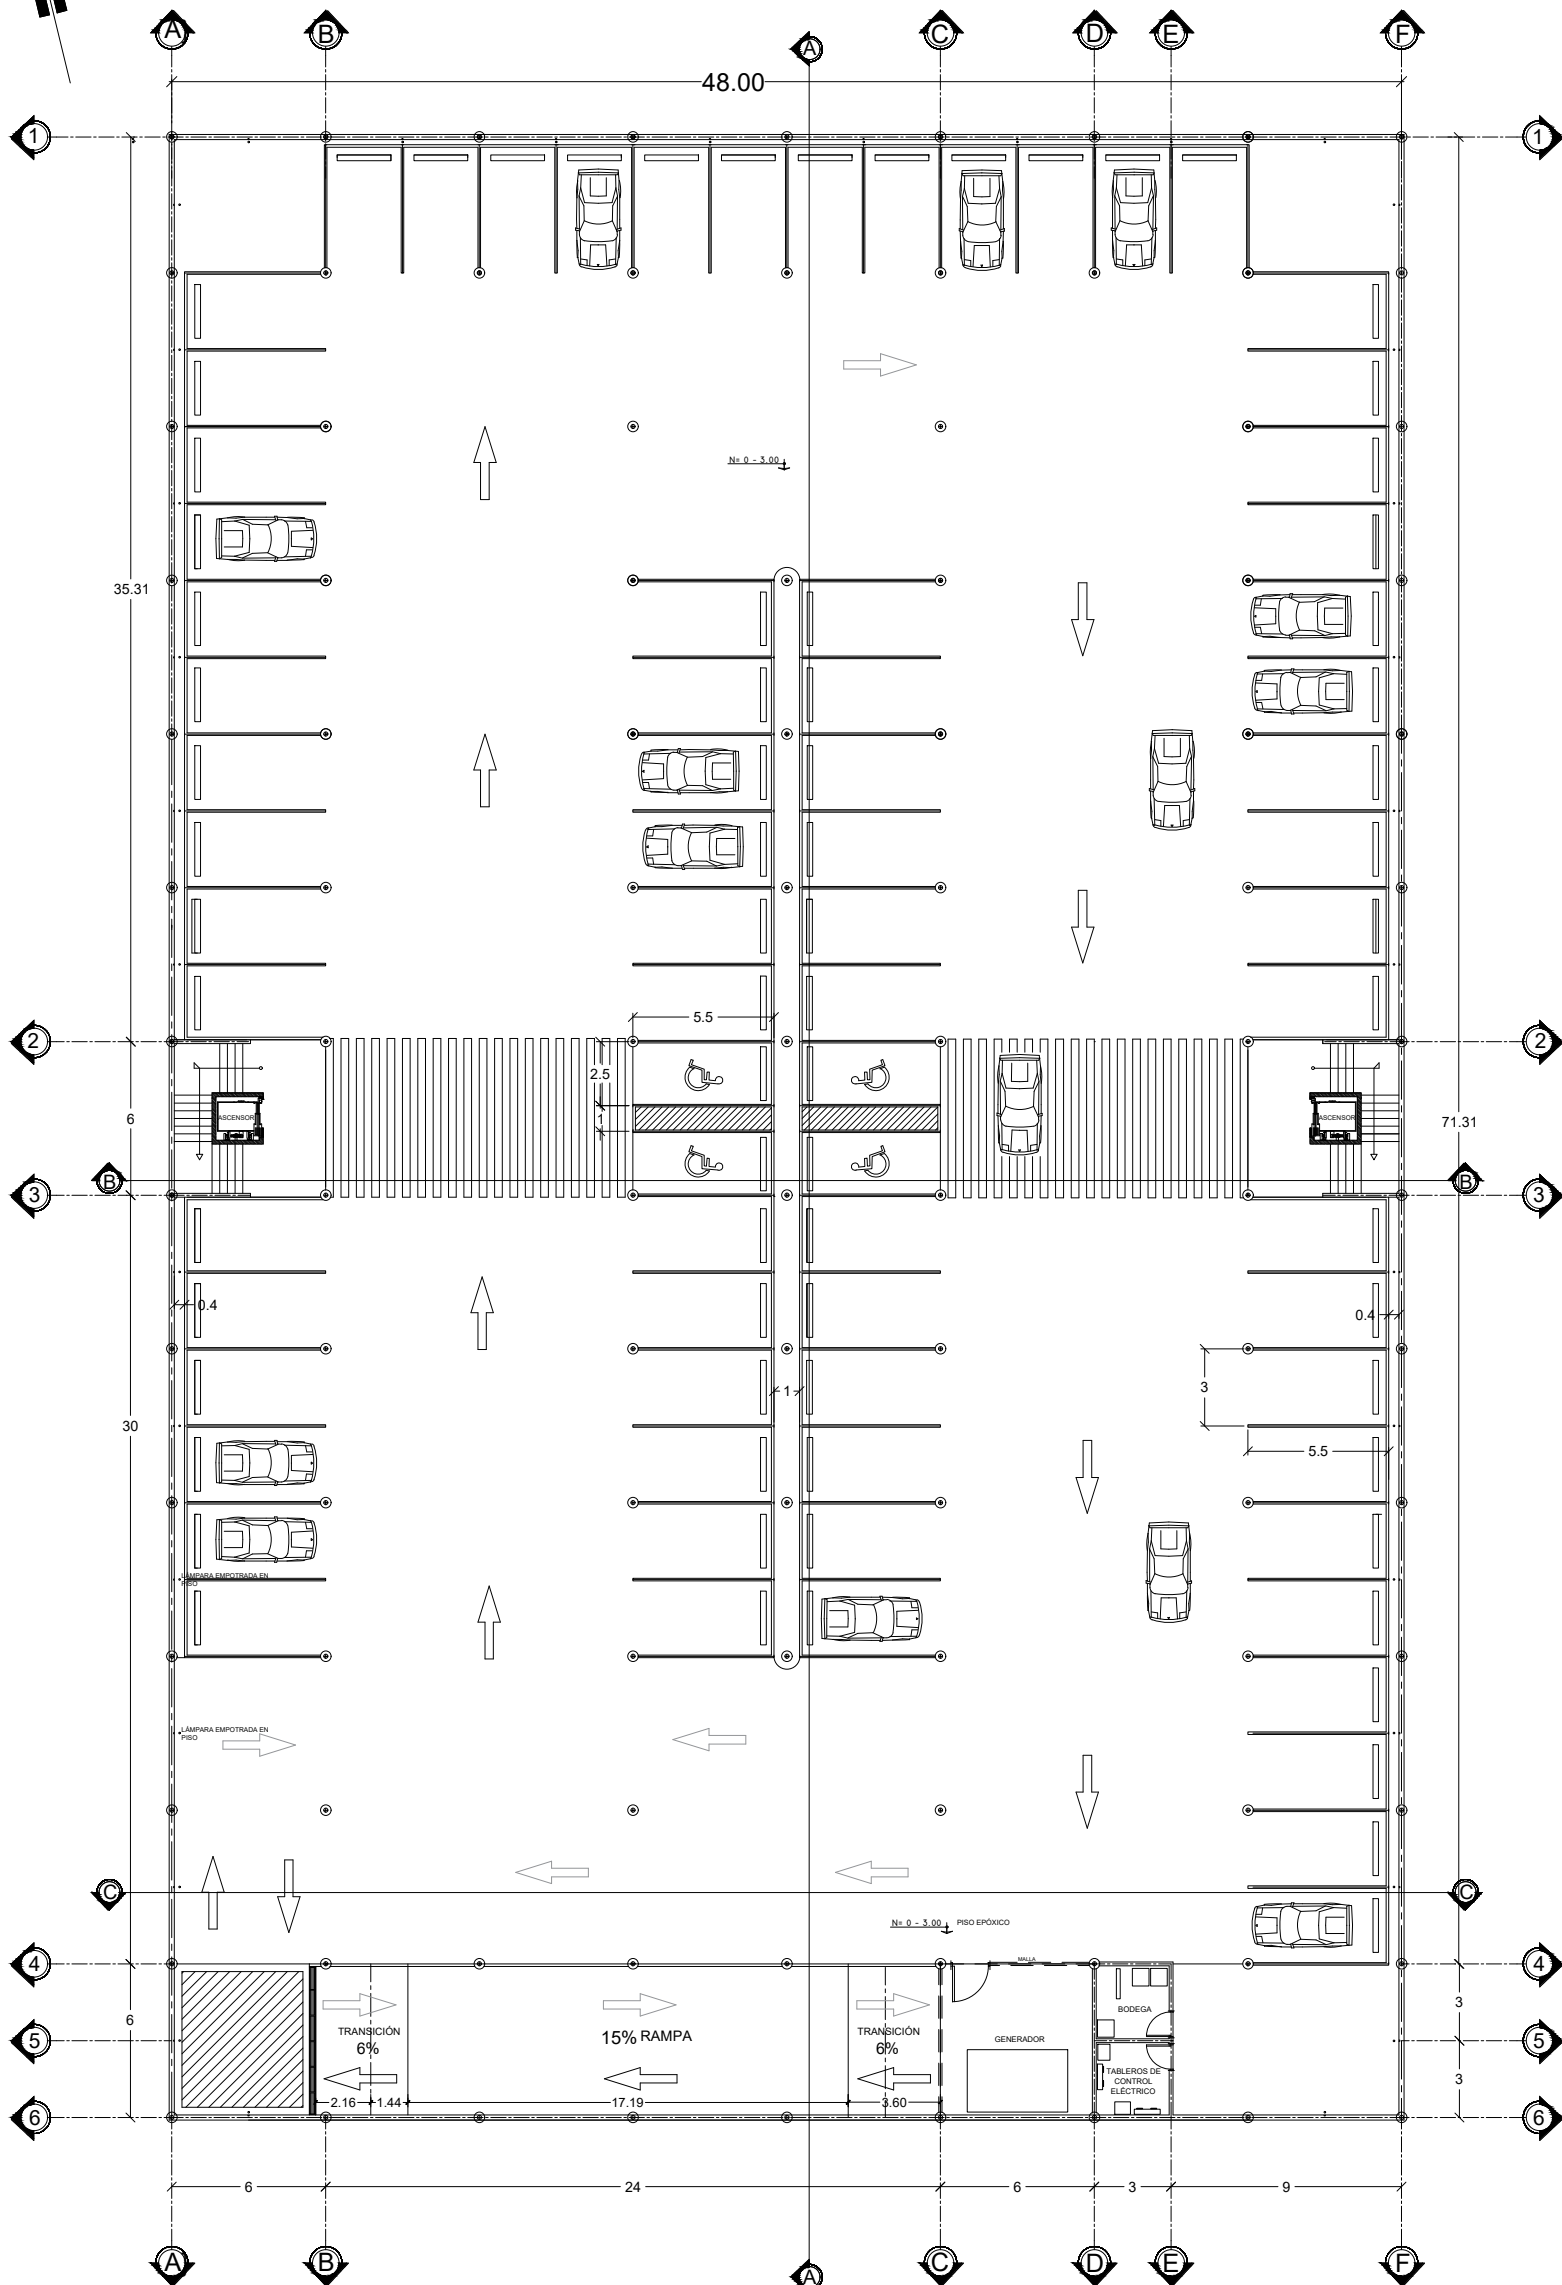 A
B
A
C
D
E
F
48.00
1
1
N= 0 - 3.00
35.31
5.5
2
2
2.5
ASCENSOR
ASCENSOR
6
1
71.31
B
B
3
3
0.4
0.4
1
3
30
5.5
LÁMPARA EMPOTRADA EN
PISO
LÁMPARA EMPOTRADA EN
PISO
C
C
N= 0 - 3.00
PISO EPÓXICO
MALLA
4
4
BODEGA
3
6
TRANSICIÓN
6%
15% RAMPA
TRANSICIÓN
6%
GENERADOR
5
5
TABLEROS DE
CONTROL
ELÉCTRICO
3
2.16
1.44
17.19
3.60
6
6
6
24
6
3
9
A
B
A
C
D
E
F